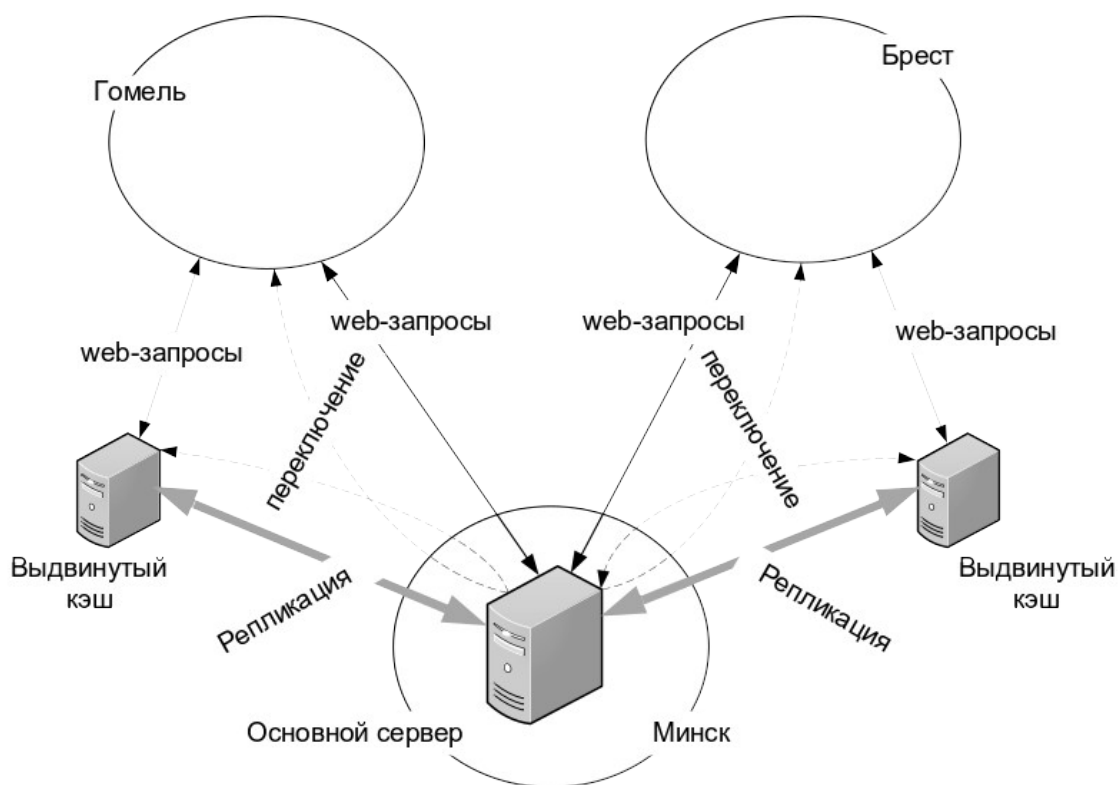 Гомель
Брест
web-запросы
web-запросы
web-запросы
web-запросы
переключение
переключение
Выдвинутый
кэш
Репликация
Репликация
Выдвинутый
кэш
Основной сервер
Минск